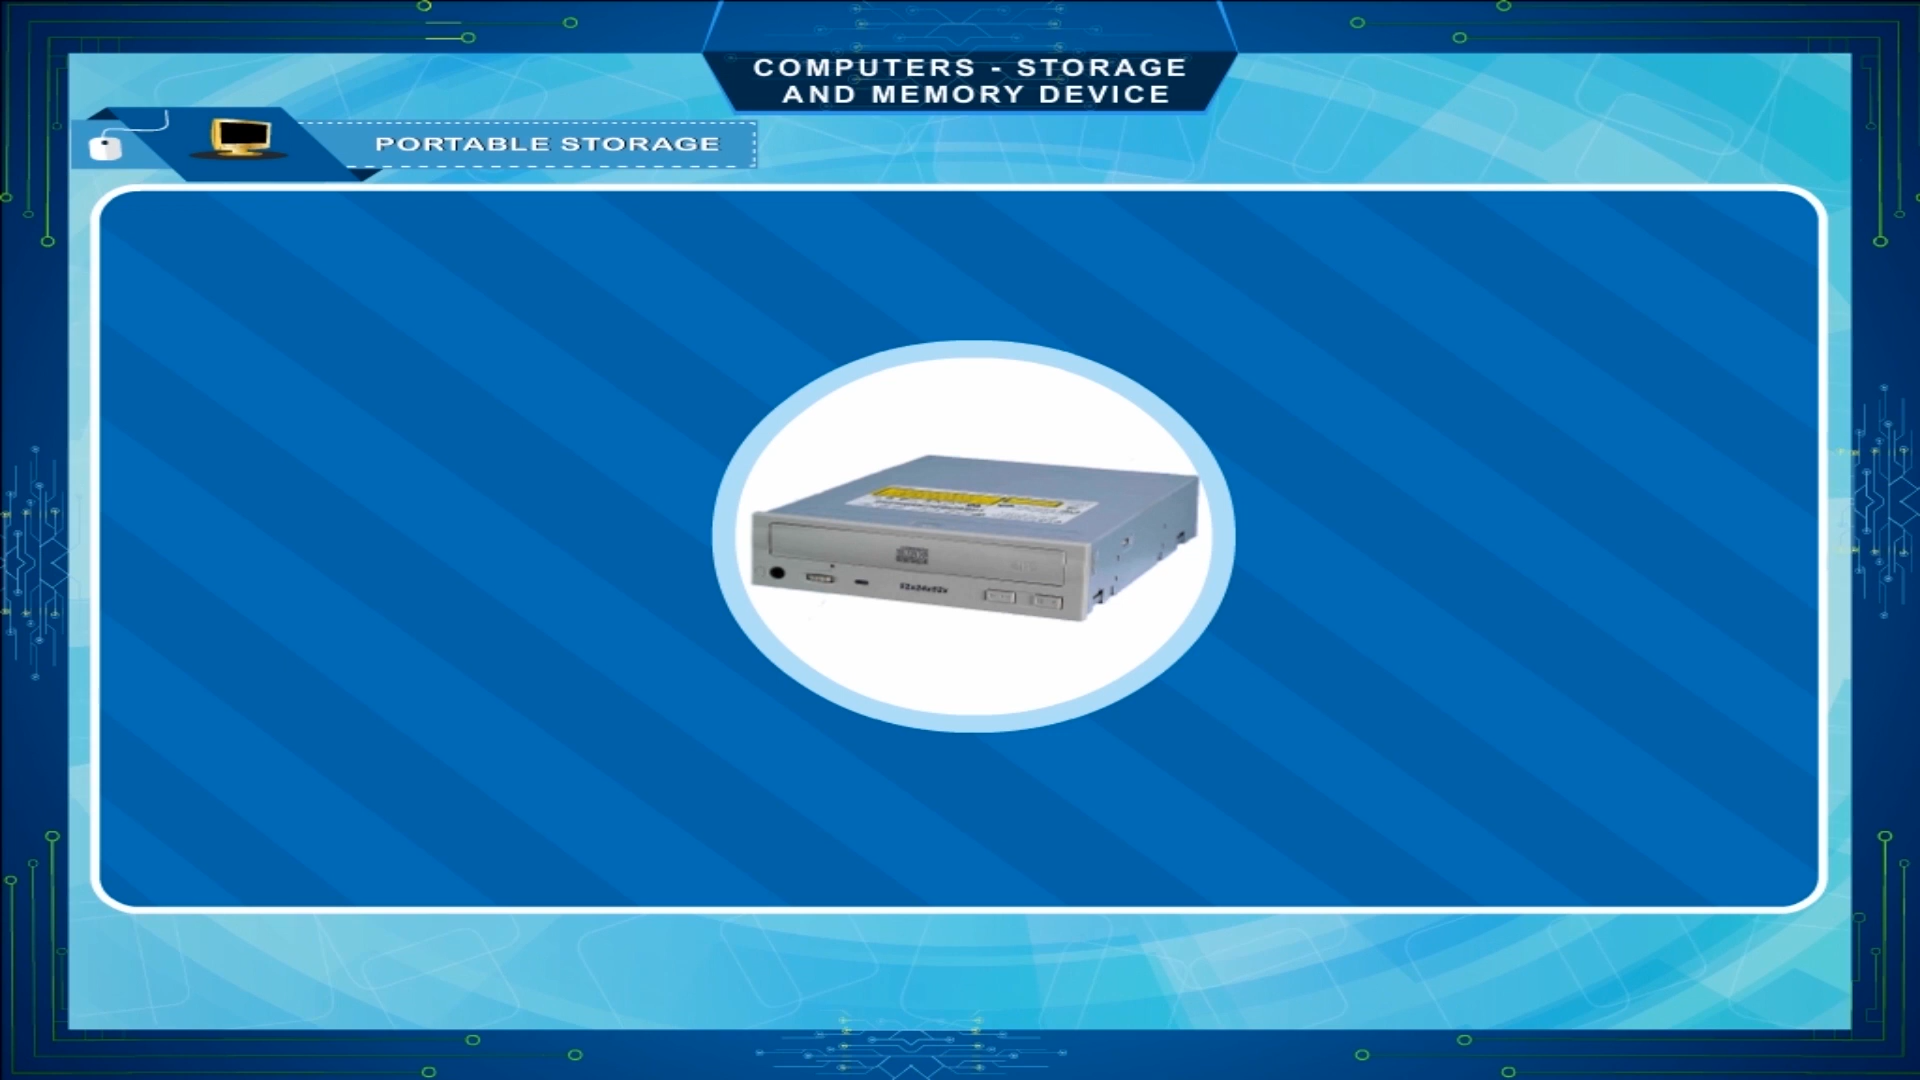 COMPUTERS - STORAGE
AND MEMORY DEVICE
PORTABLE STORAGE